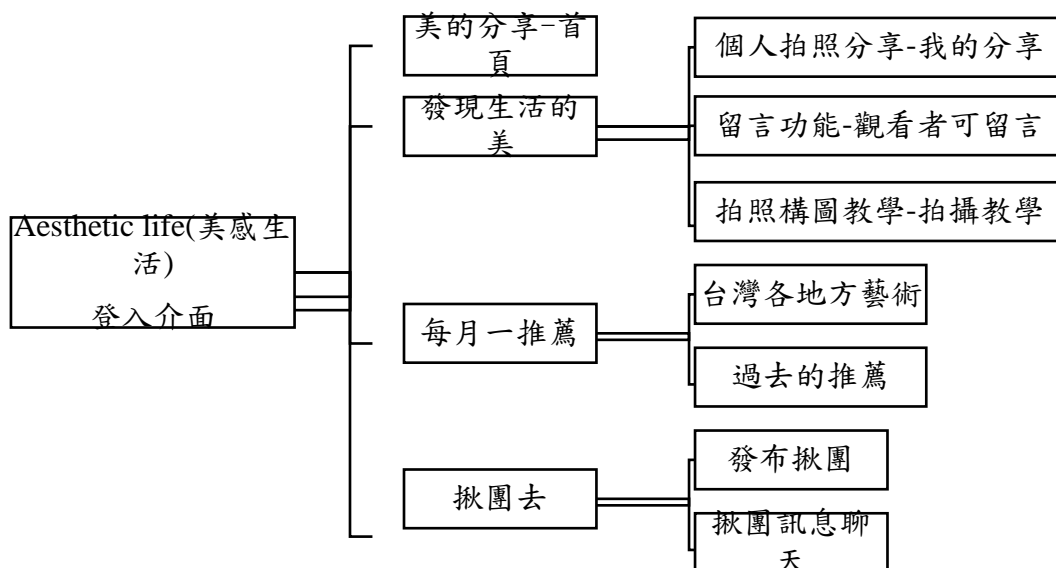 美的分享-首
頁
發現生活的
美
個人拍照分享-我的分享
留言功能-觀看者可留言
拍照構圖教學-拍攝教學
Aesthetic life(美感生
活)
登入介面
每月一推薦
台灣各地方藝術
過去的推薦
揪團去
發布揪團
揪團訊息聊
天